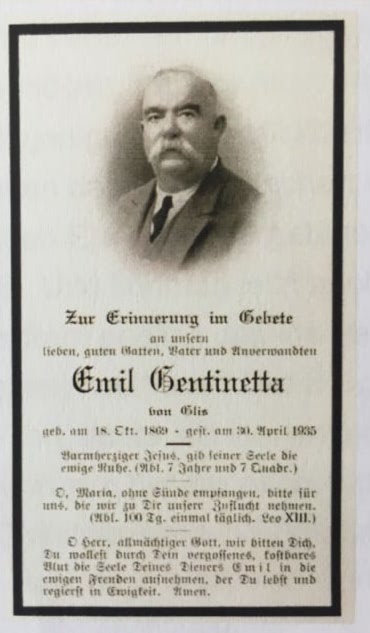 Zur Erinnerung im Gebete
an unsern
lieben, guten Gatten, Vater und Anverwandten
Emil Gentinetta
von Glis
geb. am 18. Okt. 1869 - gest. am 30. April 1935
Barmherziger Jesus, gib seiner Seele die
ewige Ruhe. (Abl. 7 Jahre und 7 Quadr.)
O, Maria, ohne Sünde empfangen, bitte für
uns, die wir zu Dir unsere Zuflucht nehmen.
(Abl. 100 Tg. einmal täglich. Leo XIII.)
O Herr, allmächtiger Gott, wir bitten Dich,
Du wollest durch Dein vergossenes, kostbares
Blut die Seele Deines Dieners Emil in die
ewigen Freuden aufnehmen, der Du lebst und
regierst in Ewigkeit. Amen.